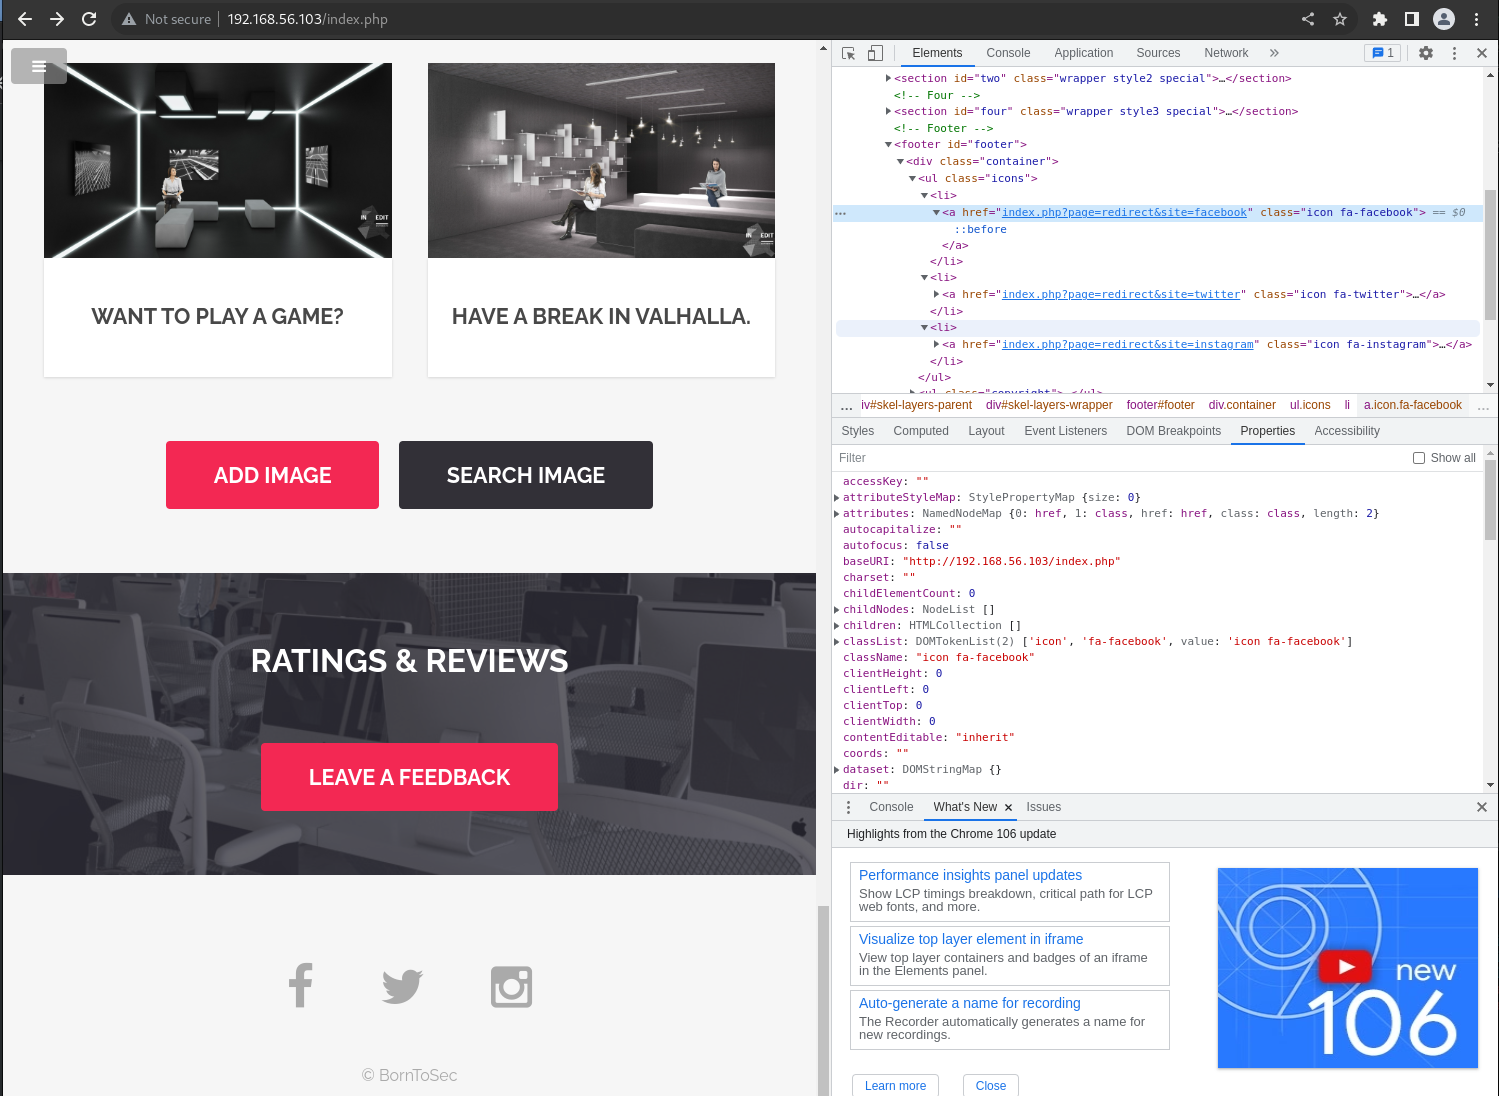 Not secure | 192.168.56.103/index.php
IN EDIT
IN EDIT
WANT TO PLAY A GAME?
HAVE A BREAK IN VALHALLA.
ADD IMAGE
SEARCH IMAGE
RATINGS & REVIEWS
LEAVE A FEEDBACK
© BornToSec
Elements Console Application Sources Network » 1
<section id="two" class="wrapper style2 special">…</section>
<!-- Four -->
<section id="four" class="wrapper style3 special">…</section>
<!-- Footer -->
<footer id="footer">
<div class="container">
<ul class="icons">
<li>
<a href="index.php?page=redirect&site=facebook" class="icon fa-facebook"> == $0
::before
</a>
</li>
<li>
<a href="index.php?page=redirect&site=twitter" class="icon fa-twitter">…</a>
</li>
<li>
<a href="index.php?page=redirect&site=instagram" class="icon fa-instagram">…</a>
</li>
</ul>
<ul class="copyright">…</ul>
… iv#skel-layers-parent div#skel-layers-wrapper footer#footer div.container ul.icons li a.icon.fa-facebook …
Styles Computed Layout Event Listeners DOM Breakpoints Properties Accessibility
Filter Show all
accessKey: ""
attributeStyleMap: StylePropertyMap {size: 0}
attributes: NamedNodeMap {0: href, 1: class, href: href, class: class, length: 2}
autocapitalize: ""
autofocus: false
baseURI: "http://192.168.56.103/index.php"
charset: ""
childElementCount: 0
childNodes: NodeList []
children: HTMLCollection []
classList: DOMTokenList(2) ['icon', 'fa-facebook', value: 'icon fa-facebook']
className: "icon fa-facebook"
clientHeight: 0
clientLeft: 0
clientTop: 0
clientWidth: 0
contentEditable: "inherit"
coords: ""
dataset: DOMStringMap {}
dir: ""
Console What's New × Issues
Highlights from the Chrome 106 update
Performance insights panel updates
Show LCP timings breakdown, critical path for LCP
web fonts, and more.
Visualize top layer element in iframe
View top layer containers and badges of an iframe
in the Elements panel.
Auto-generate a name for recording
The Recorder automatically generates a name for
new recordings.
new
106
Learn more Close